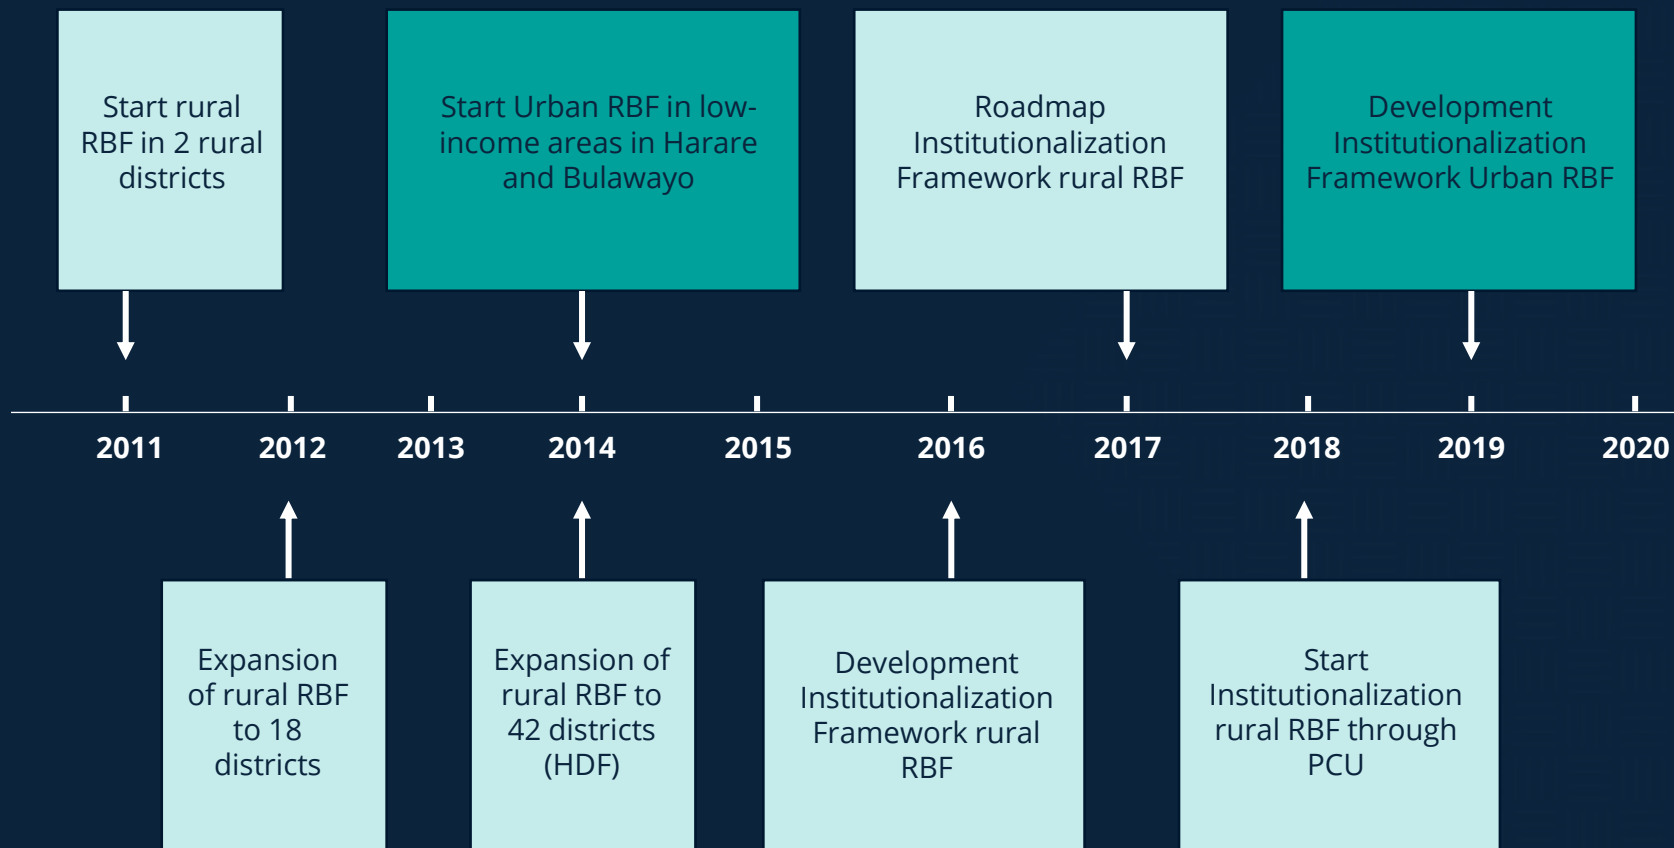 Start rural
RBF in 2 rural
districts
Start Urban RBF in low-
income areas in Harare
and Bulawayo
Roadmap
Institutionalization
Framework rural RBF
Development
Institutionalization
Framework Urban RBF
2011
2012
2013
2014
2015
2016
2017
2018
2019
2020
Expansion
of rural RBF
to 18
districts
Expansion of
rural RBF to
42 districts
(HDF)
Development
Institutionalization
Framework rural
RBF
Start
Institutionalization
rural RBF through
PCU